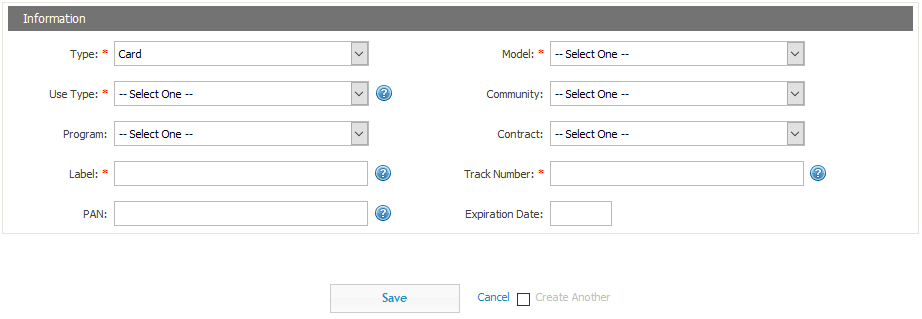 Information
Type: * Card
Model: * -- Select One --
Use Type: * -- Select One -- ?
Community: -- Select One --
Program: -- Select One --
Contract: -- Select One --
Label: * ?
Track Number: * ?
PAN: ?
Expiration Date:
Save Cancel Create Another